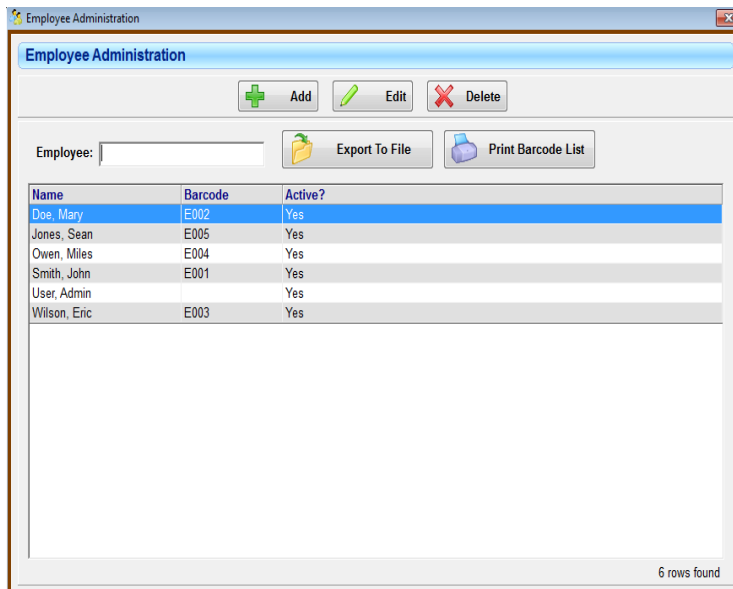 Employee Administration
Employee Administration
Add Edit Delete
Employee: Export To File Print Barcode List
Name Barcode Active?
Doe, Mary E002 Yes
Jones, Sean E005 Yes
Owen, Miles E004 Yes
Smith, John E001 Yes
User, Admin Yes
Wilson, Eric E003 Yes
6 rows found